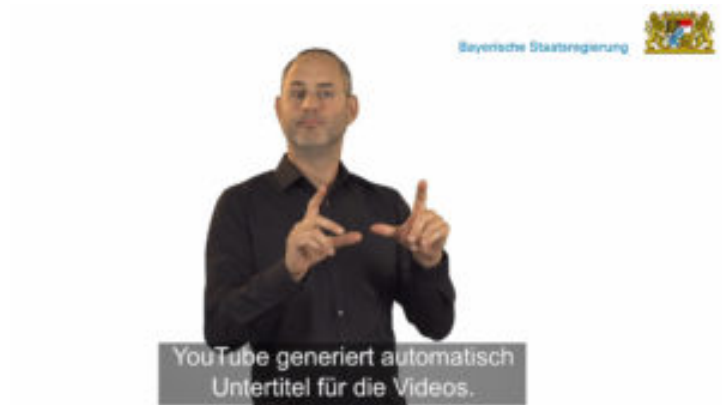 Bayerische Staatsregierung
YouTube generiert automatisch
Untertitel für die Videos.